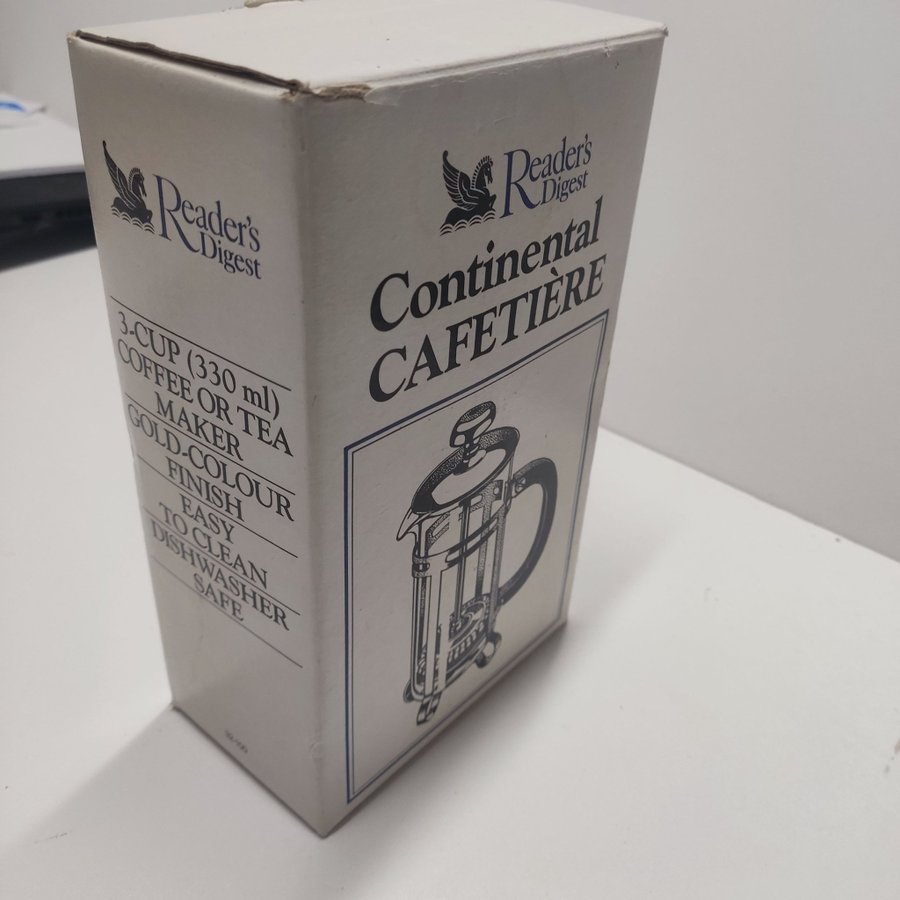 Reader's
Digest
3-CUP (330 ml)
COFFEE OR TEA
MAKER
GOLD-COLOUR
FINISH
EASY
TO CLEAN
DISHWASHER
SAFE
Reader's
Digest
Continental
CAFETIÈRE